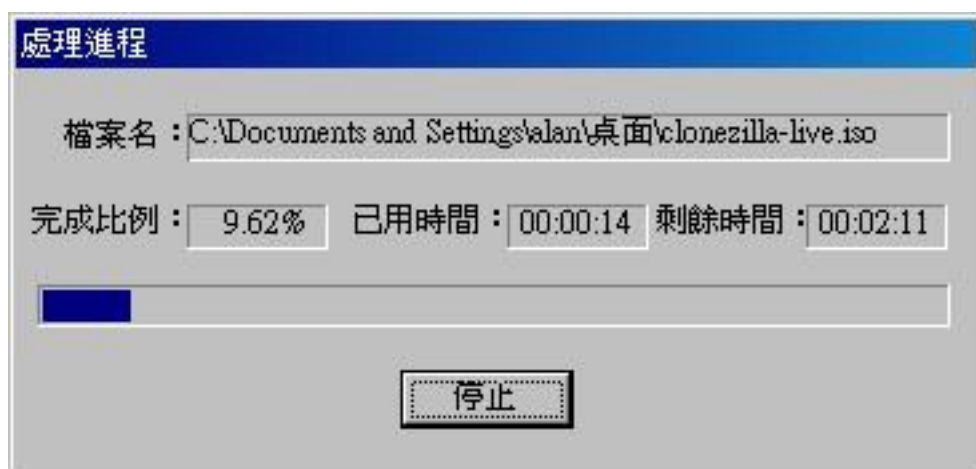 處理進程
檔案名：C:\Documents and Settings\alan\桌面\clonezilla-live.iso
完成比例：9.62% 已用時間：00:00:14 剩餘時間：00:02:11
停止